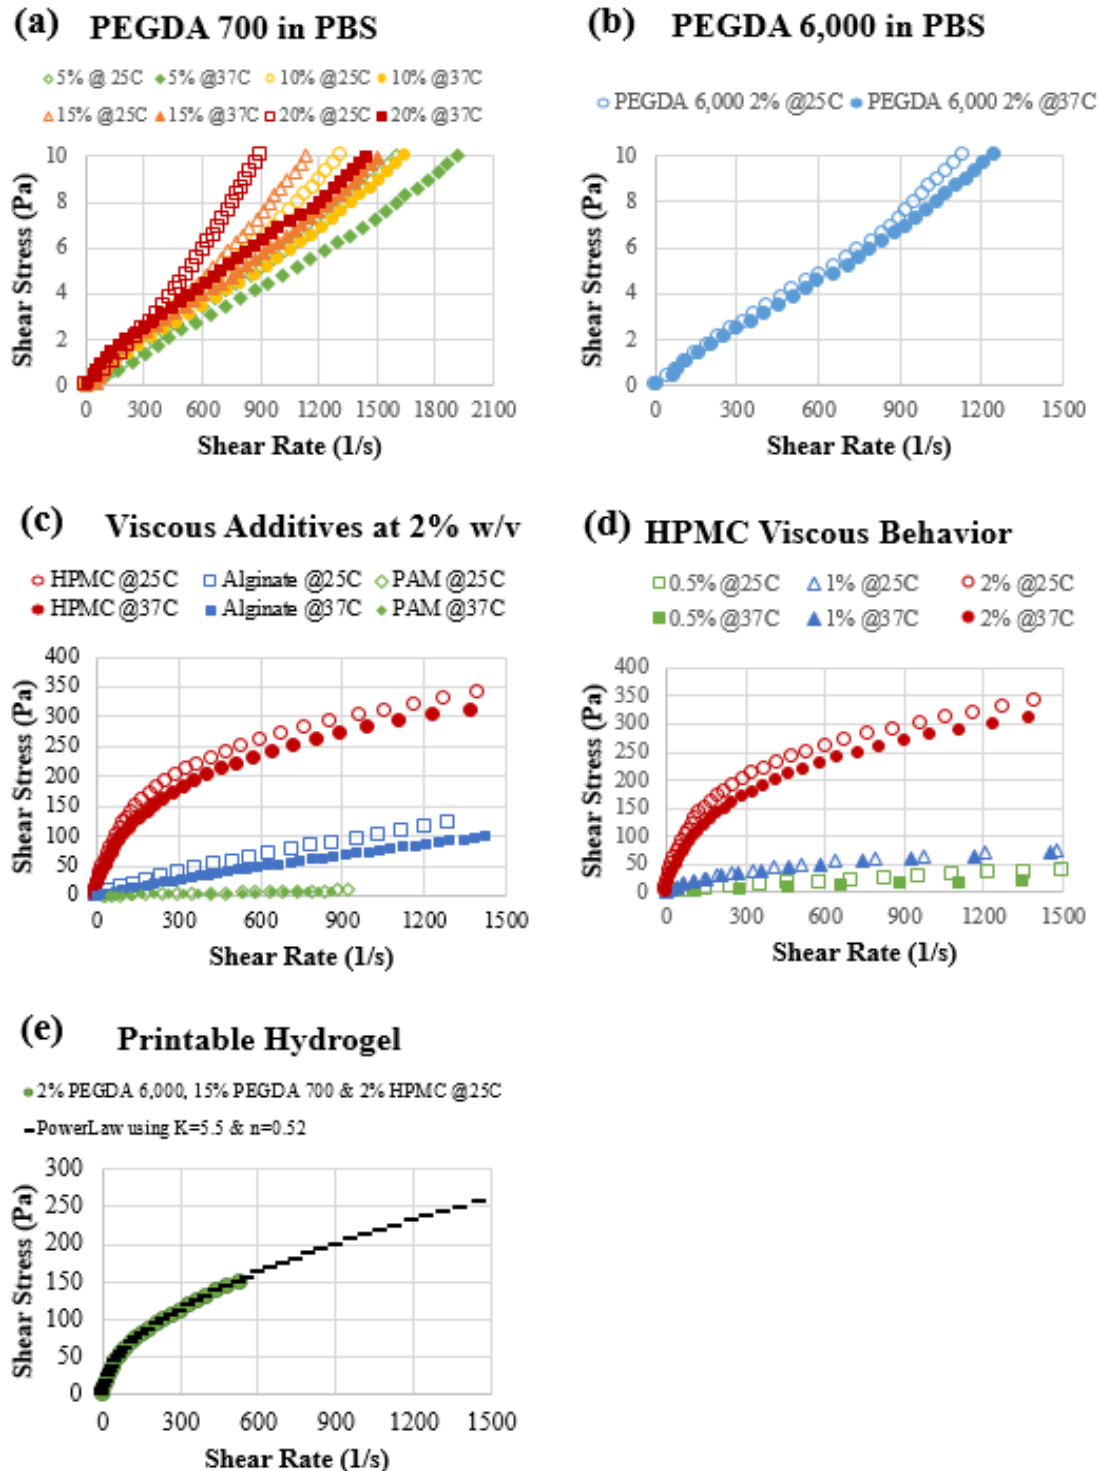 (a) PEGDA 700 in PBS
5% @ 25C 5% @37C 10% @25C 10% @37C
15% @25C 15% @37C 20% @25C 20% @37C
10
8
6
4
2
0
Shear Stress (Pa)
0 300 600 900 1200 1500 1800 2100
Shear Rate (1/s)
(b) PEGDA 6,000 in PBS
PEGDA 6,000 2% @25C PEGDA 6,000 2% @37C
10
8
6
4
2
0
Shear Stress (Pa)
0 300 600 900 1200 1500
Shear Rate (1/s)
(c) Viscous Additives at 2% w/v
HPMC @25C Alginate @25C PAM @25C
HPMC @37C Alginate @37C PAM @37C
400
350
300
250
200
150
100
50
0
Shear Stress (Pa)
0 300 600 900 1200 1500
Shear Rate (1/s)
(d) HPMC Viscous Behavior
0.5% @25C 1% @25C 2% @25C
0.5% @37C 1% @37C 2% @37C
400
350
300
250
200
150
100
50
0
Shear Stress (Pa)
0 300 600 900 1200 1500
Shear Rate (1/s)
(e) Printable Hydrogel
2% PEGDA 6,000, 15% PEGDA 700 & 2% HPMC @25C
PowerLaw using K=5.5 & n=0.52
300
250
200
150
100
50
0
Shear Stress (Pa)
0 300 600 900 1200 1500
Shear Rate (1/s)